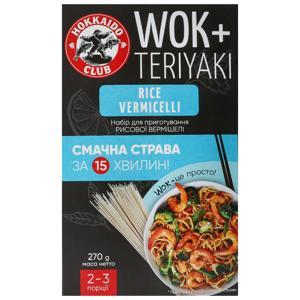 HOKKAIDO
CLUB
WOK+
TERIYAKI
RICE
VERMICELLI
Набір для приготування
РИСОВОЇ ВЕРМІШЕЛІ
СМАЧНА СТРАВА
ЗА 15 ХВИЛИН!
WOK-це просто!
270 g
маса нетто
2-3
порції